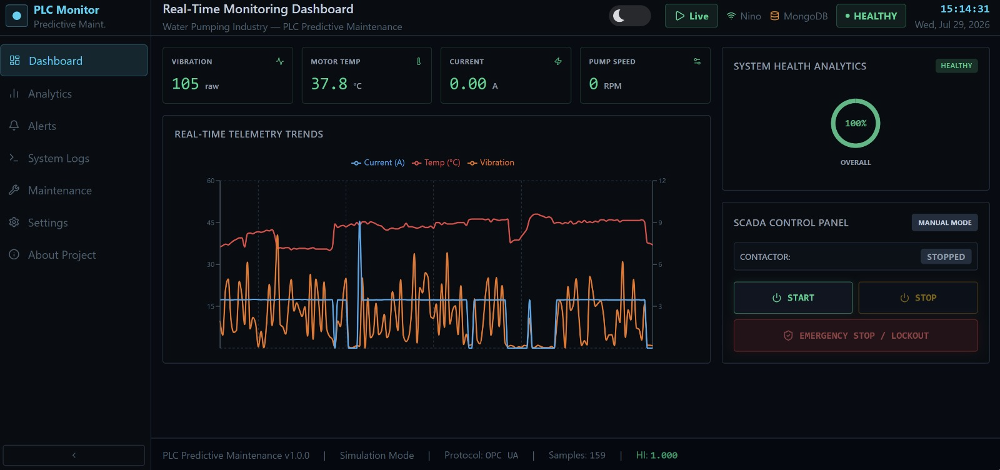 PLC Monitor
Predictive Maint.
Real-Time Monitoring Dashboard
Water Pumping Industry — PLC Predictive Maintenance
Live
Nino
MongoDB
HEALTHY
15:14:31
Wed, Jul 29, 2026
Dashboard
Analytics
Alerts
System Logs
Maintenance
Settings
About Project
VIBRATION
105 raw
MOTOR TEMP
37.8 °C
CURRENT
0.00 A
PUMP SPEED
0 RPM
REAL-TIME TELEMETRY TRENDS
Current (A) Temp (°C) Vibration
60 12
45 9
30 6
15 3
SYSTEM HEALTH ANALYTICS
HEALTHY
100%
OVERALL
SCADA CONTROL PANEL
MANUAL MODE
CONTACTOR:
STOPPED
START
STOP
EMERGENCY STOP / LOCKOUT
PLC Predictive Maintenance v1.0.0 | Simulation Mode | Protocol: OPC UA | Samples: 159 | HI: 1.000